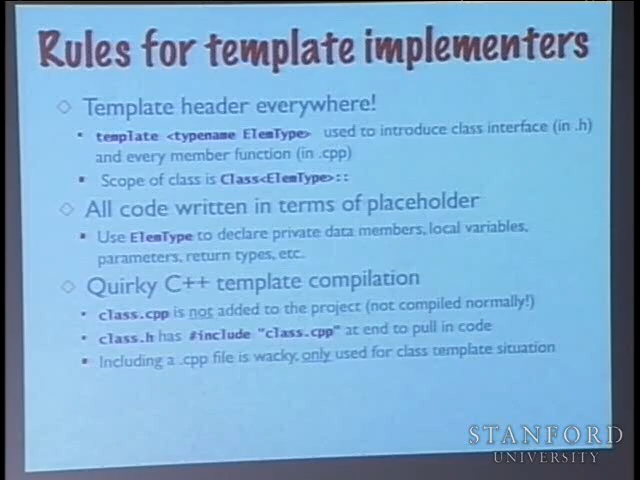 Rules for template implementers
Template header everywhere!
template <typename ElemType> used to introduce class interface (in .h)
and every member function (in .cpp)
Scope of class is Class<ElemType>::
All code written in terms of placeholder
Use ElemType to declare private data members, local variables,
parameters, return types, etc.
Quirky C++ template compilation
class.cpp is not added to the project (not compiled normally!)
class.h has #include "class.cpp" at end to pull in code
Including a .cpp file is wacky, only used for class template situation
STANFORD
UNIVERSITY